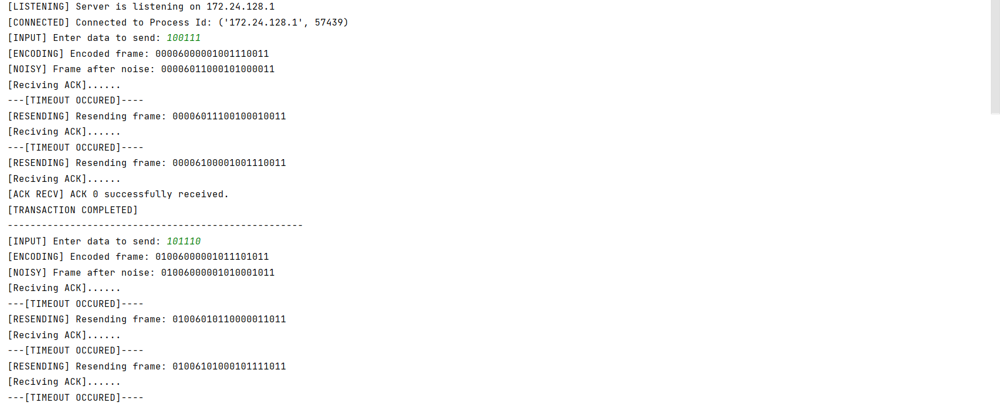 [LISTENING] Server is listening on 172.24.128.1
[CONNECTED] Connected to Process Id: ('172.24.128.1', 57439)
[INPUT] Enter data to send: 100111
[ENCODING] Encoded frame: 00006000001001110011
[NOISY] Frame after noise: 00006011000101000011
[Reciving ACK]......
---[TIMEOUT OCCURED]----
[RESENDING] Resending frame: 00006011100100010011
[Reciving ACK]......
---[TIMEOUT OCCURED]----
[RESENDING] Resending frame: 00006100001001110011
[Reciving ACK]......
[ACK RECV] ACK 0 successfully received.
[TRANSACTION COMPLETED]
----------------------------------------------------
[INPUT] Enter data to send: 101110
[ENCODING] Encoded frame: 01006000001011101011
[NOISY] Frame after noise: 01006000001010001011
[Reciving ACK]......
---[TIMEOUT OCCURED]----
[RESENDING] Resending frame: 01006010110000011011
[Reciving ACK]......
---[TIMEOUT OCCURED]----
[RESENDING] Resending frame: 01006101000101111011
[Reciving ACK]......
---[TIMEOUT OCCURED]----